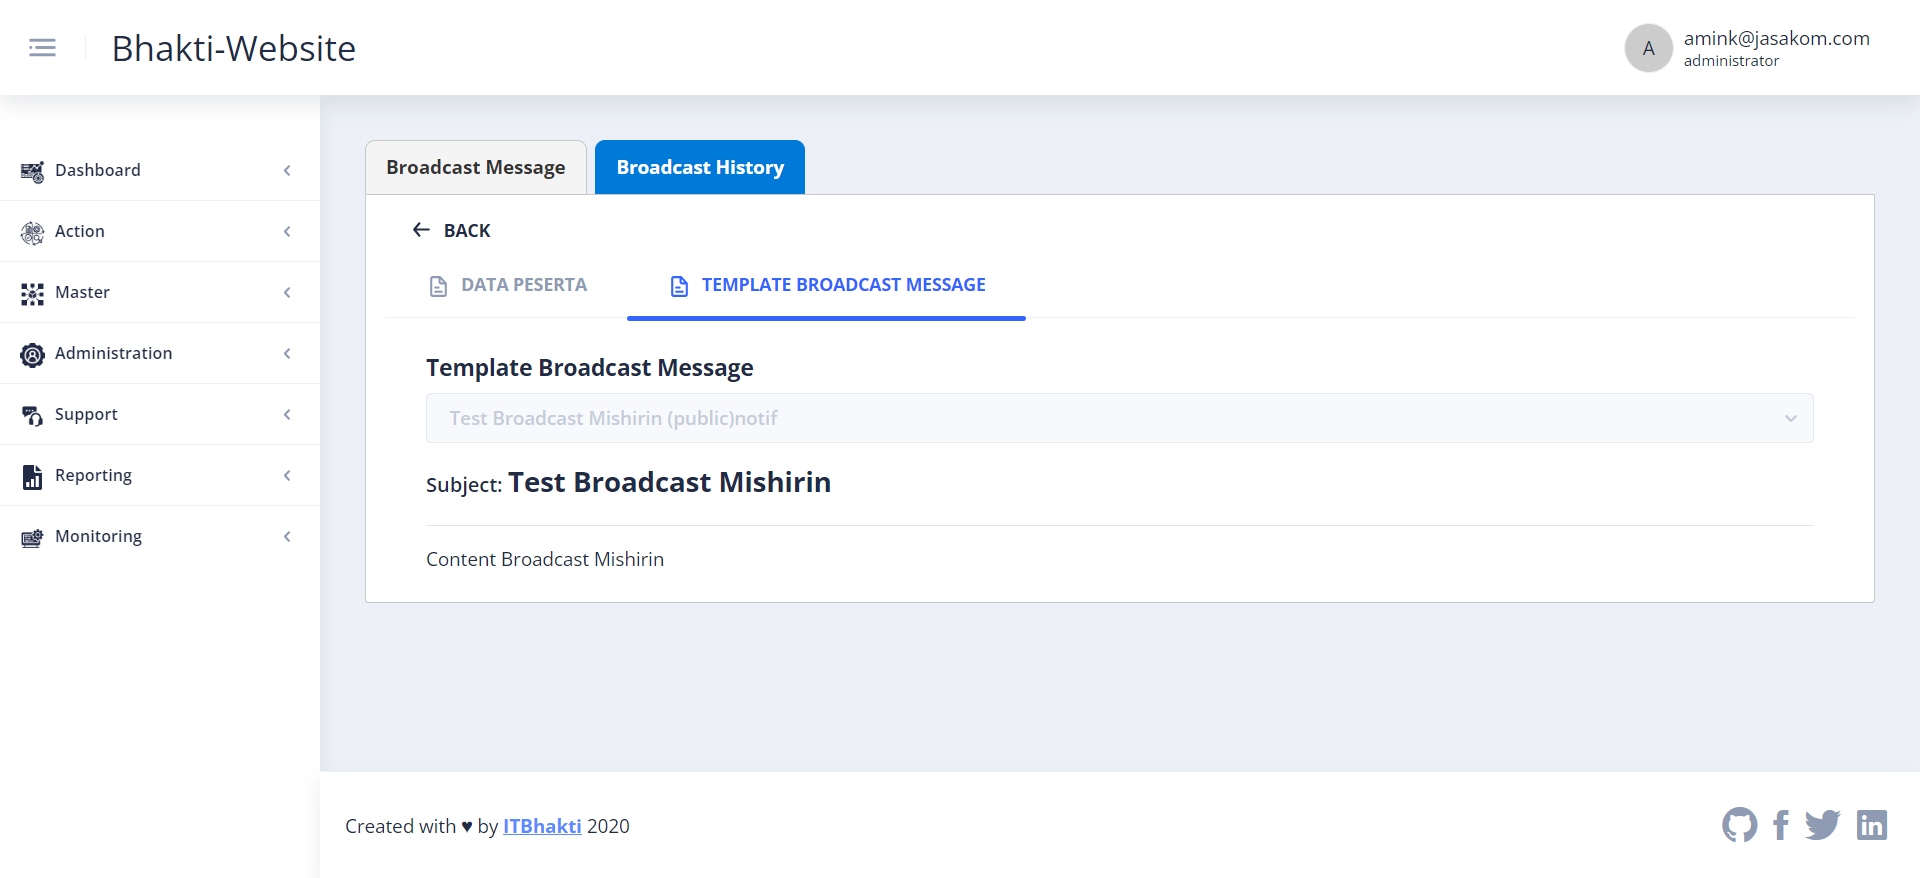 Bhakti-Website
A
amink@jasakom.com
administrator
Dashboard
Action
Master
Administration
Support
Reporting
Monitoring
Broadcast Message
Broadcast History
BACK
DATA PESERTA
TEMPLATE BROADCAST MESSAGE
Template Broadcast Message
Test Broadcast Mishirin (public)notif
Subject: Test Broadcast Mishirin
Content Broadcast Mishirin
Created with ♥ by ITBhakti 2020